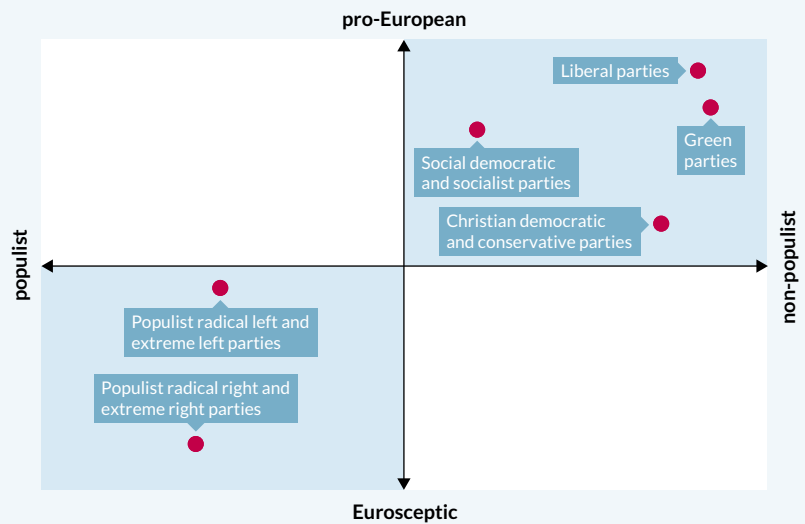 pro-European
Liberal parties
Green
parties
Social democratic
and socialist parties
Christian democratic
and conservative parties
populist
non-populist
Populist radical left and
extreme left parties
Populist radical right and
extreme right parties
Eurosceptic